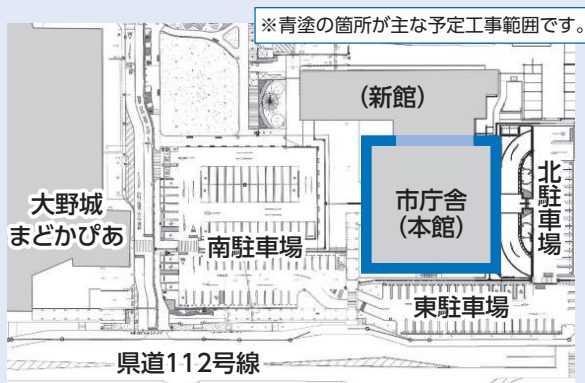 ※青塗の箇所が主な予定工事範囲です。
(新館)
市庁舎
(本館)
北駐車場
大野城
まどかぴあ
南駐車場
東駐車場
県道112号線